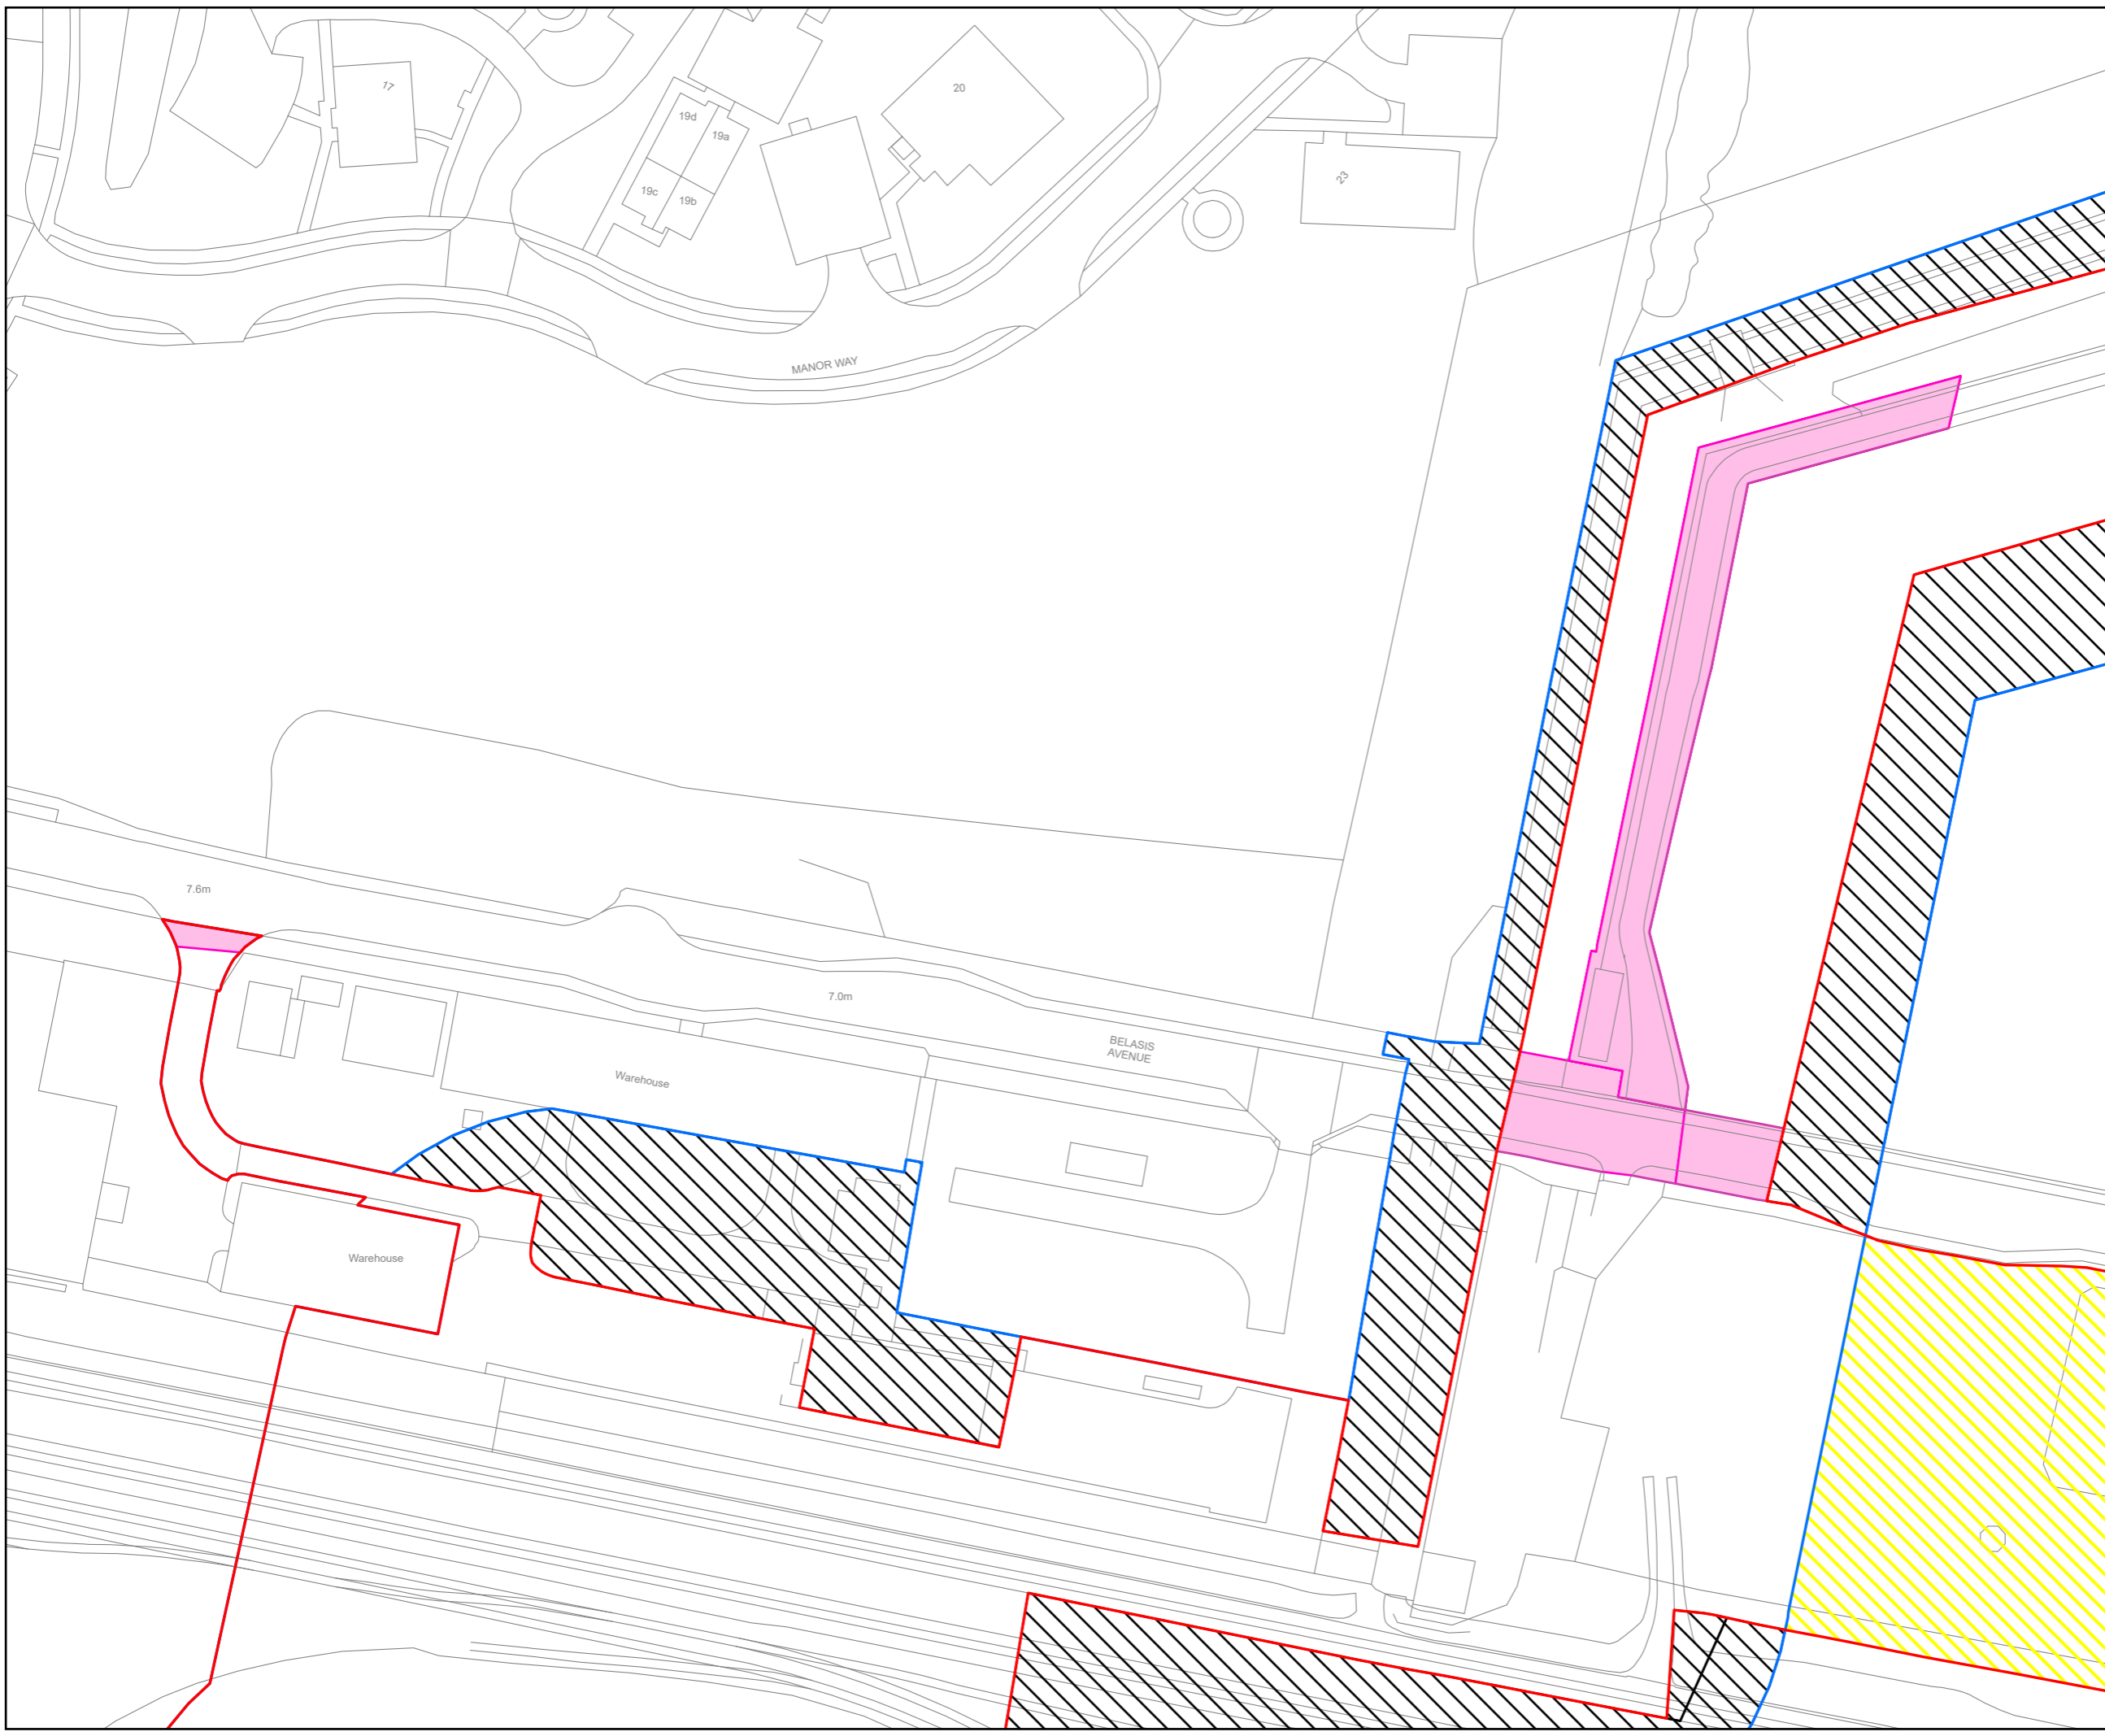 17
20
19d
19a
19c
19b
23
MANOR WAY
7.6m
7.0m
BELASIS
AVENUE
Warehouse
Warehouse